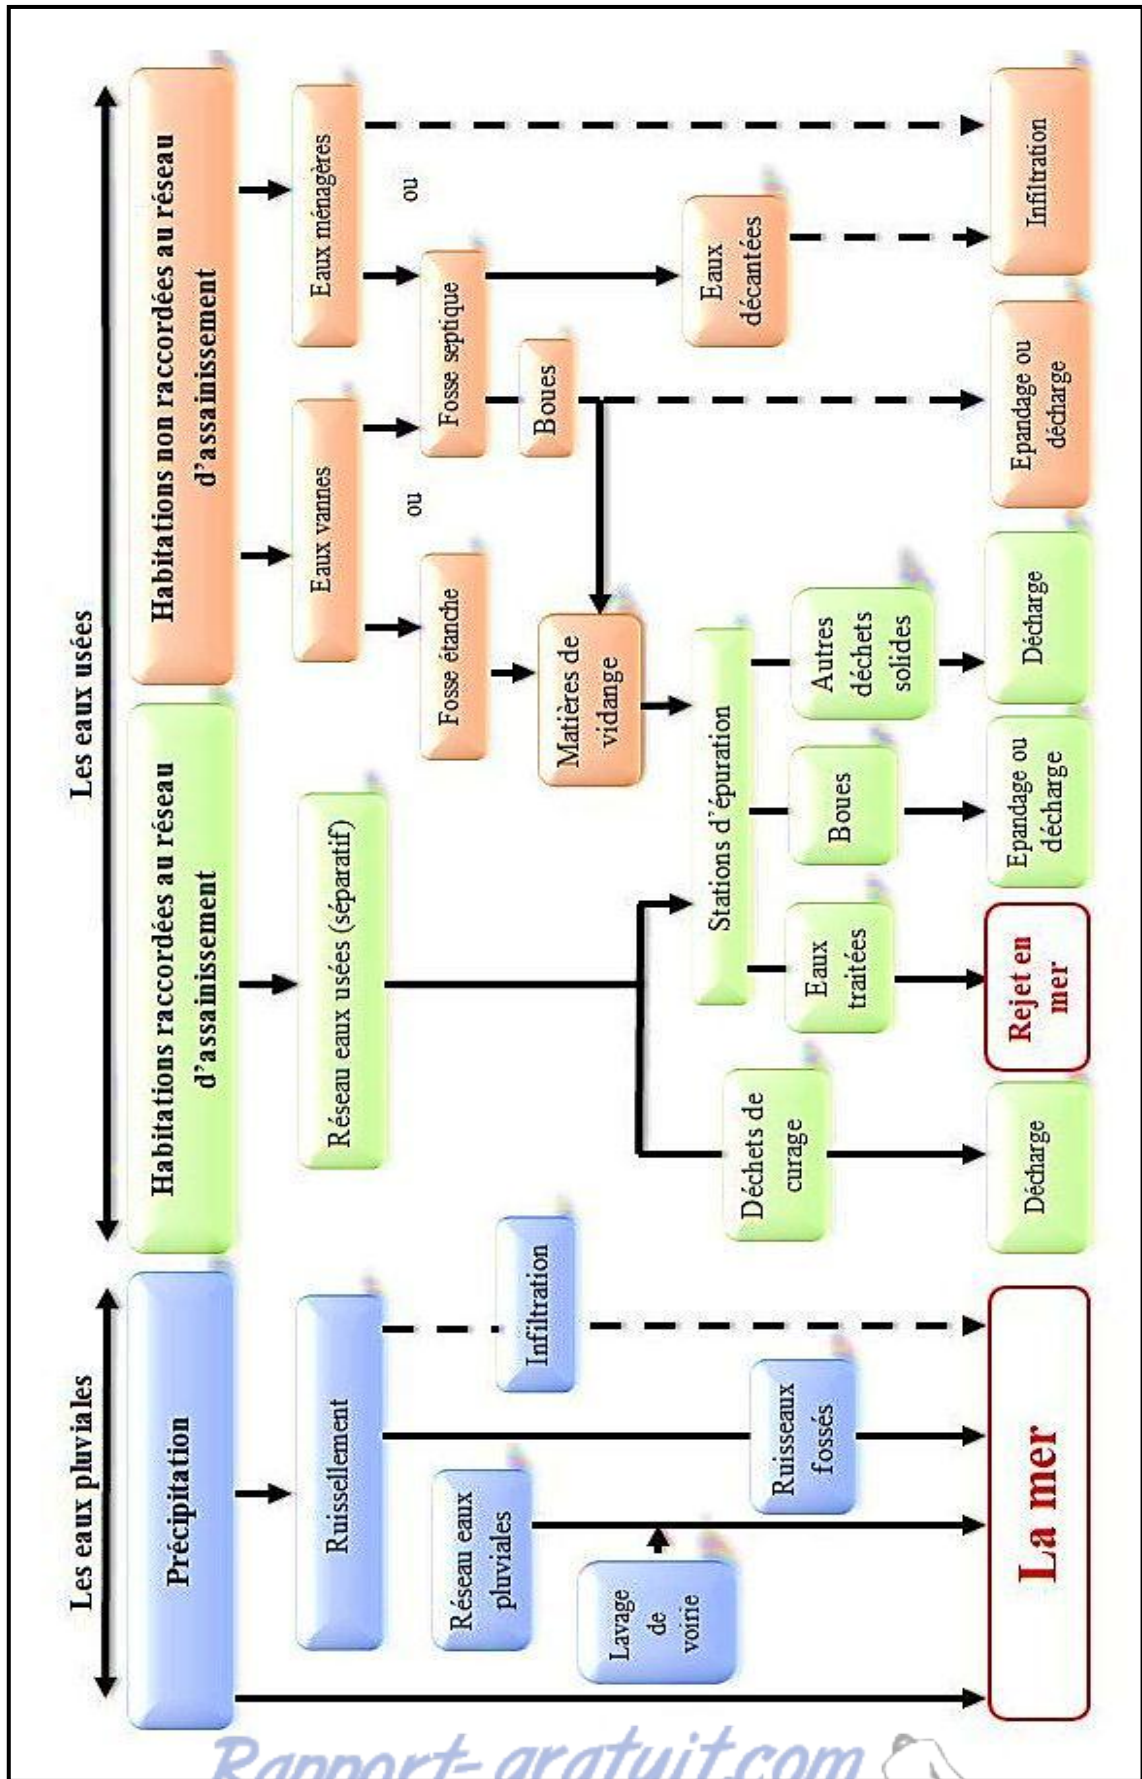 Les eaux pluviales
Les eaux usées
Précipitation
Habitations raccordées au réseau
d'assainissement
Habitations non raccordées au réseau
d'assainissement
Ruissellement
Réseau eaux usées (séparatif)
Eaux vannes
Eaux ménagères
ou
ou
Réseau eaux
pluviales
Infiltration
Fosse étanche
Fosse septique
Lavage
de
voirie
Matières de
vidange
Boues
Ruisseaux
fossés
Déchets de
curage
Stations d'épuration
Eaux
décantées
Eaux
traitées
Boues
Autres
déchets
solides
La mer
Décharge
Rejet en
mer
Epandage ou
décharge
Décharge
Epandage ou
décharge
Infiltration
Rapport-gratuit.com